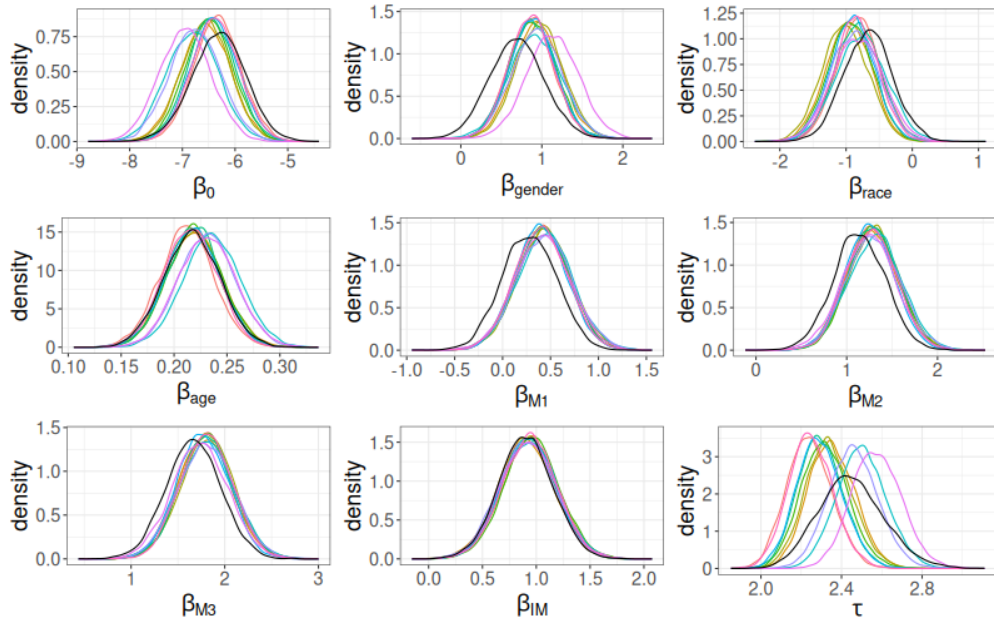 density 0.75 0.50 0.25 0.00 -9 -8 -7 -6 -5 β0
density 1.5 1.0 0.5 0.0 0 1 2 βgender
density 1.25 1.00 0.75 0.50 0.25 0.00 -2 -1 0 1 βrace
density 15 10 5 0 0.10 0.15 0.20 0.25 0.30 βage
density 1.5 1.0 0.5 0.0 -1.0 -0.5 0.0 0.5 1.0 1.5 βM1
density 1.5 1.0 0.5 0.0 0 1 2 βM2
density 1.5 1.0 0.5 0.0 1 2 3 βM3
density 1.5 1.0 0.5 0.0 0.0 0.5 1.0 1.5 2.0 βIM
density 3 2 1 0 2.0 2.4 2.8 τ